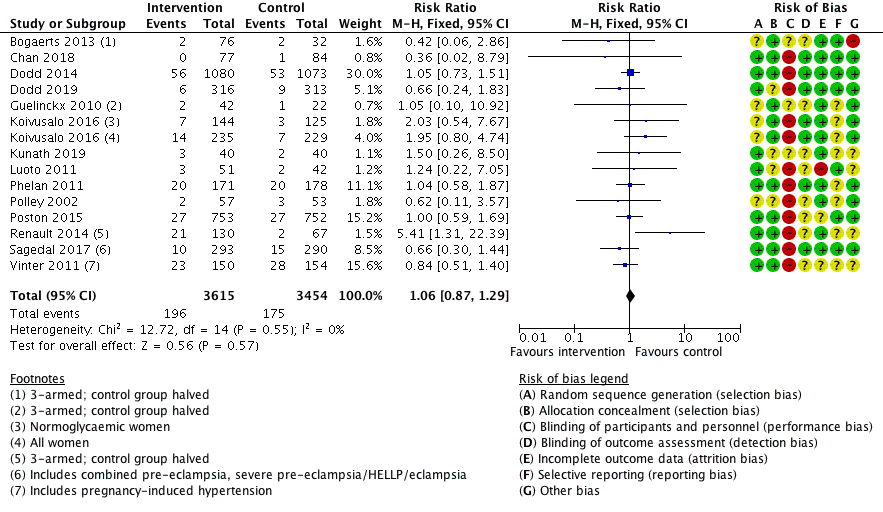 Intervention Control Risk Ratio Risk Ratio Risk of Bias
Study or Subgroup Events Total Events Total Weight M-H, Fixed, 95% CI M-H, Fixed, 95% CI A B C D E F G
Bogaerts 2013 (1) 2 76 2 32 1.6% 0.42 [0.06, 2.86]
Chan 2018 0 77 1 84 0.8% 0.36 [0.02, 8.79]
Dodd 2014 56 1080 53 1073 30.0% 1.05 [0.73, 1.51]
Dodd 2019 6 316 9 313 5.1% 0.66 [0.24, 1.83]
Guelinckx 2010 (2) 2 42 1 22 0.7% 1.05 [0.10, 10.92]
Koivusalo 2016 (3) 7 144 3 125 1.8% 2.03 [0.54, 7.67]
Koivusalo 2016 (4) 14 235 7 229 4.0% 1.95 [0.80, 4.74]
Kunath 2019 3 40 2 40 1.1% 1.50 [0.26, 8.50]
Luoto 2011 3 51 2 42 1.2% 1.24 [0.22, 7.05]
Phelan 2011 20 171 20 178 11.1% 1.04 [0.58, 1.87]
Polley 2002 2 57 3 53 1.8% 0.62 [0.11, 3.57]
Poston 2015 27 753 27 752 15.2% 1.00 [0.59, 1.69]
Renault 2014 (5) 21 130 2 67 1.5% 5.41 [1.31, 22.39]
Sagedal 2017 (6) 10 293 15 290 8.5% 0.66 [0.30, 1.44]
Vinter 2011 (7) 23 150 28 154 15.6% 0.84 [0.51, 1.40]
Total (95% CI) 3615 3454 100.0% 1.06 [0.87, 1.29]
Total events 196 175
Heterogeneity: Chi² = 12.72, df = 14 (P = 0.55); I² = 0%
Test for overall effect: Z = 0.56 (P = 0.57)
0.01 0.1 1 10 100
Favours intervention Favours control
Footnotes
(1) 3-armed; control group halved
(2) 3-armed; control group halved
(3) Normoglycaemic women
(4) All women
(5) 3-armed; control group halved
(6) Includes combined pre-eclampsia, severe pre-eclampsia/HELLP/eclampsia
(7) Includes pregnancy-induced hypertension
Risk of bias legend
(A) Random sequence generation (selection bias)
(B) Allocation concealment (selection bias)
(C) Blinding of participants and personnel (performance bias)
(D) Blinding of outcome assessment (detection bias)
(E) Incomplete outcome data (attrition bias)
(F) Selective reporting (reporting bias)
(G) Other bias